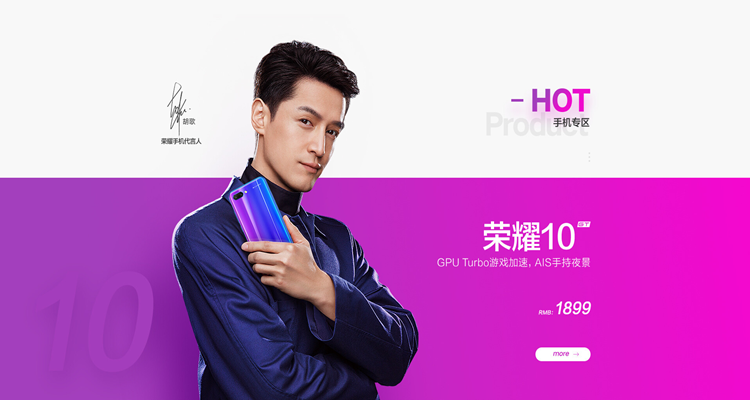 胡歌
荣耀手机代言人
– HOT
Product
手机专区
10
荣耀10 GT
GPU Turbo游戏加速，AIS手持夜景
RMB: 1899
more →